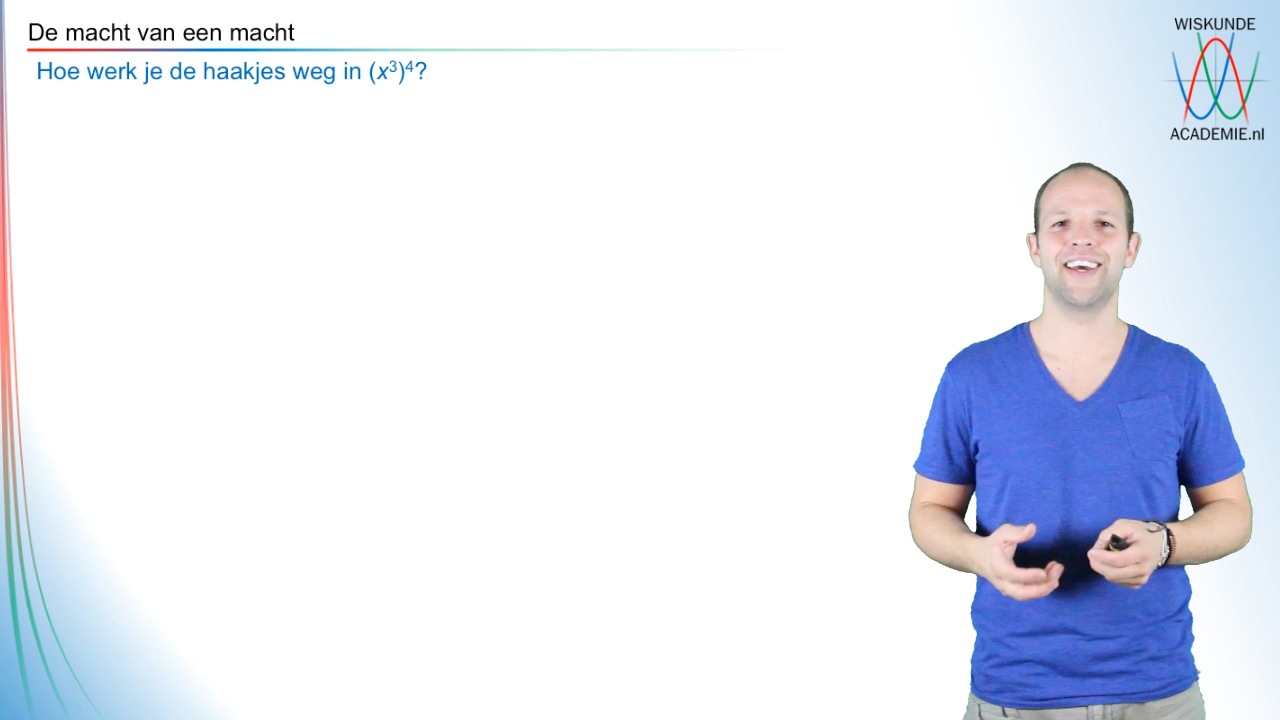 De macht van een macht
Hoe werk je de haakjes weg in (x³)⁴?
WISKUNDE
ACADEMIE.nl